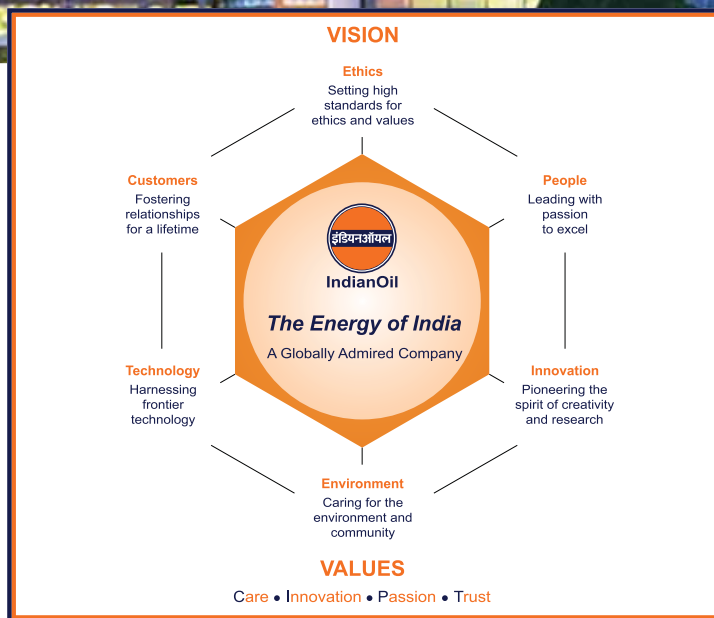 VISION
Ethics
Setting high
standards for
ethics and values
Customers
Fostering
relationships
for a lifetime
People
Leading with
passion
to excel
इंडियनऑयल
IndianOil
The Energy of India
A Globally Admired Company
Technology
Harnessing
frontier
technology
Innovation
Pioneering the
spirit of creativity
and research
Environment
Caring for the
environment and
community
VALUES
Care • Innovation • Passion • Trust